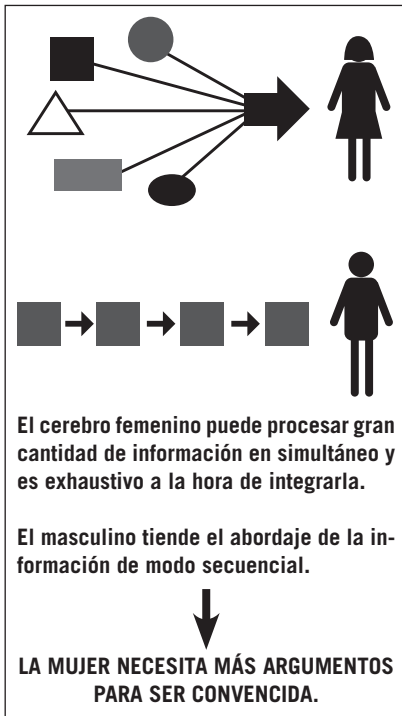 El cerebro femenino puede procesar gran
cantidad de información en simultáneo y
es exhaustivo a la hora de integrarla.
El masculino tiende el abordaje de la in-
formación de modo secuencial.
LA MUJER NECESITA MÁS ARGUMENTOS
PARA SER CONVENCIDA.